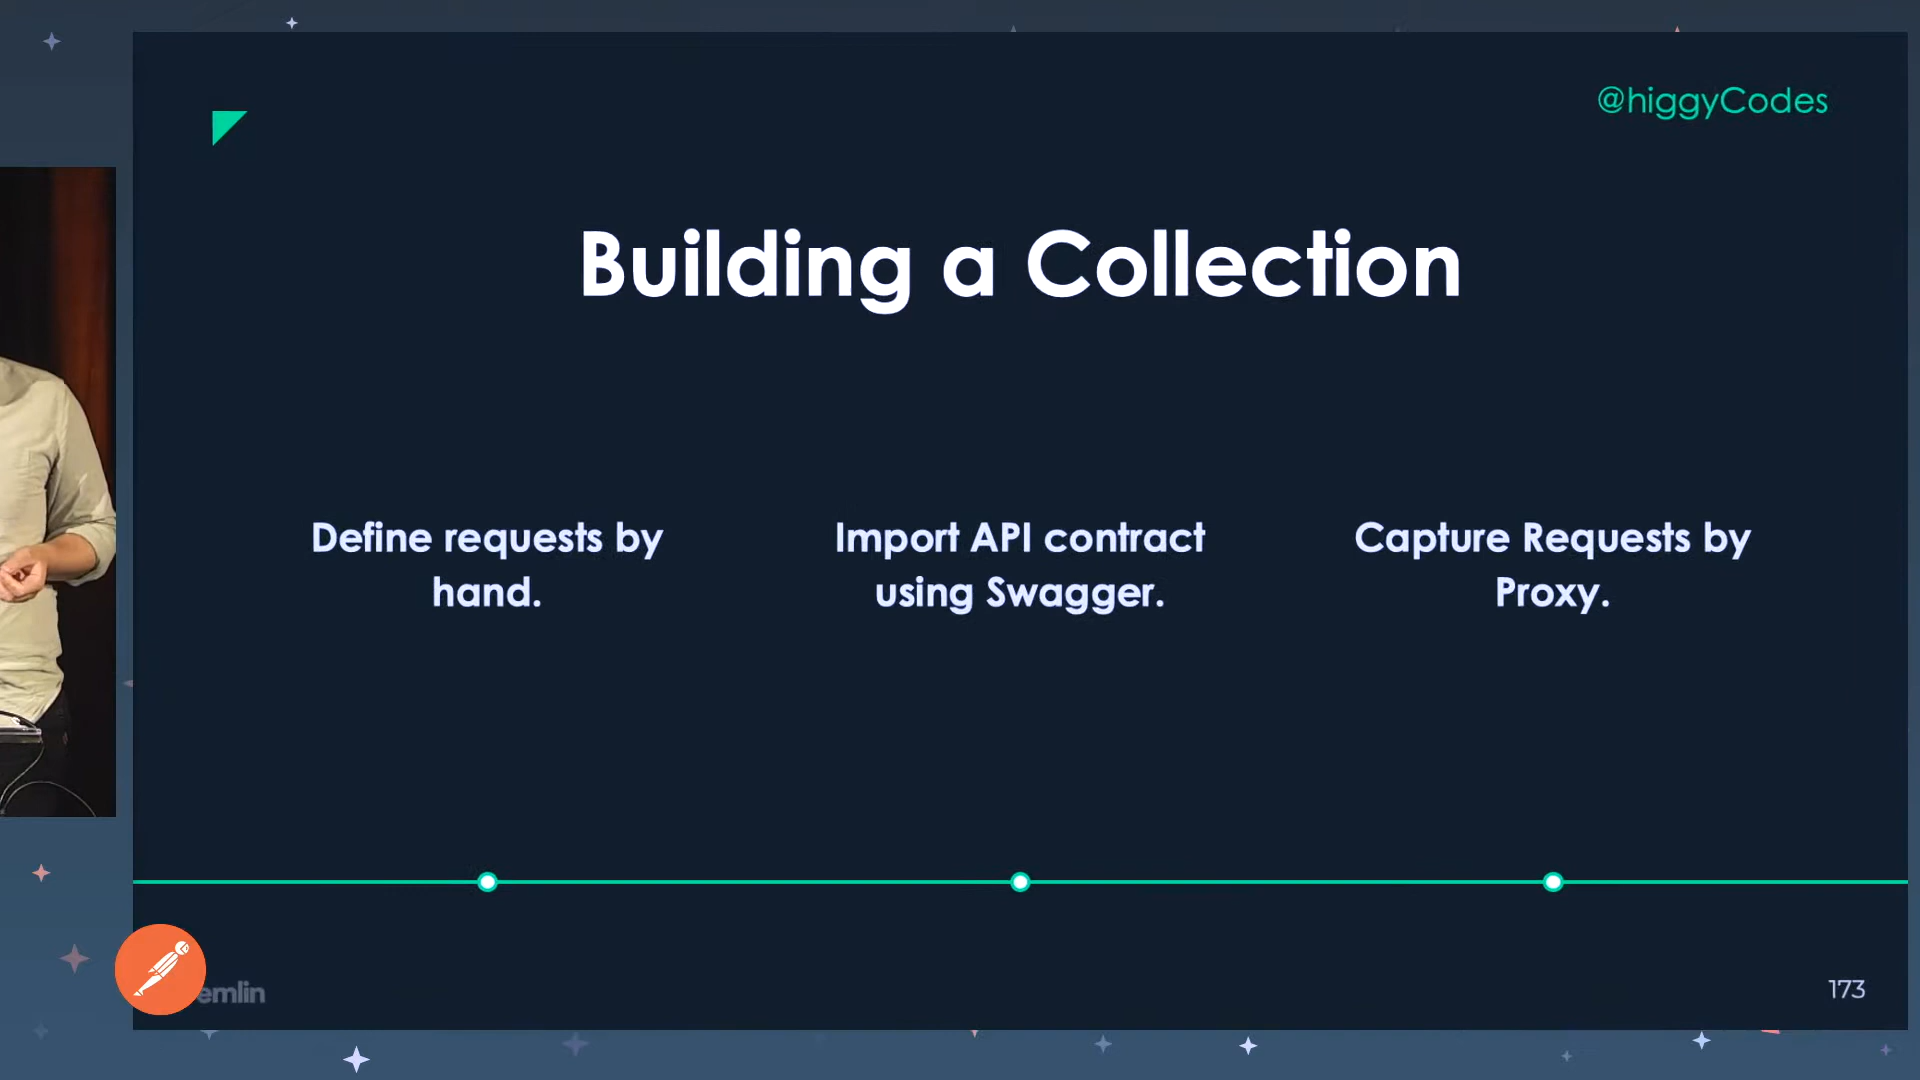 @higgyCodes
Building a Collection
Define requests by
hand.
Import API contract
using Swagger.
Capture Requests by
Proxy.
emlin
173